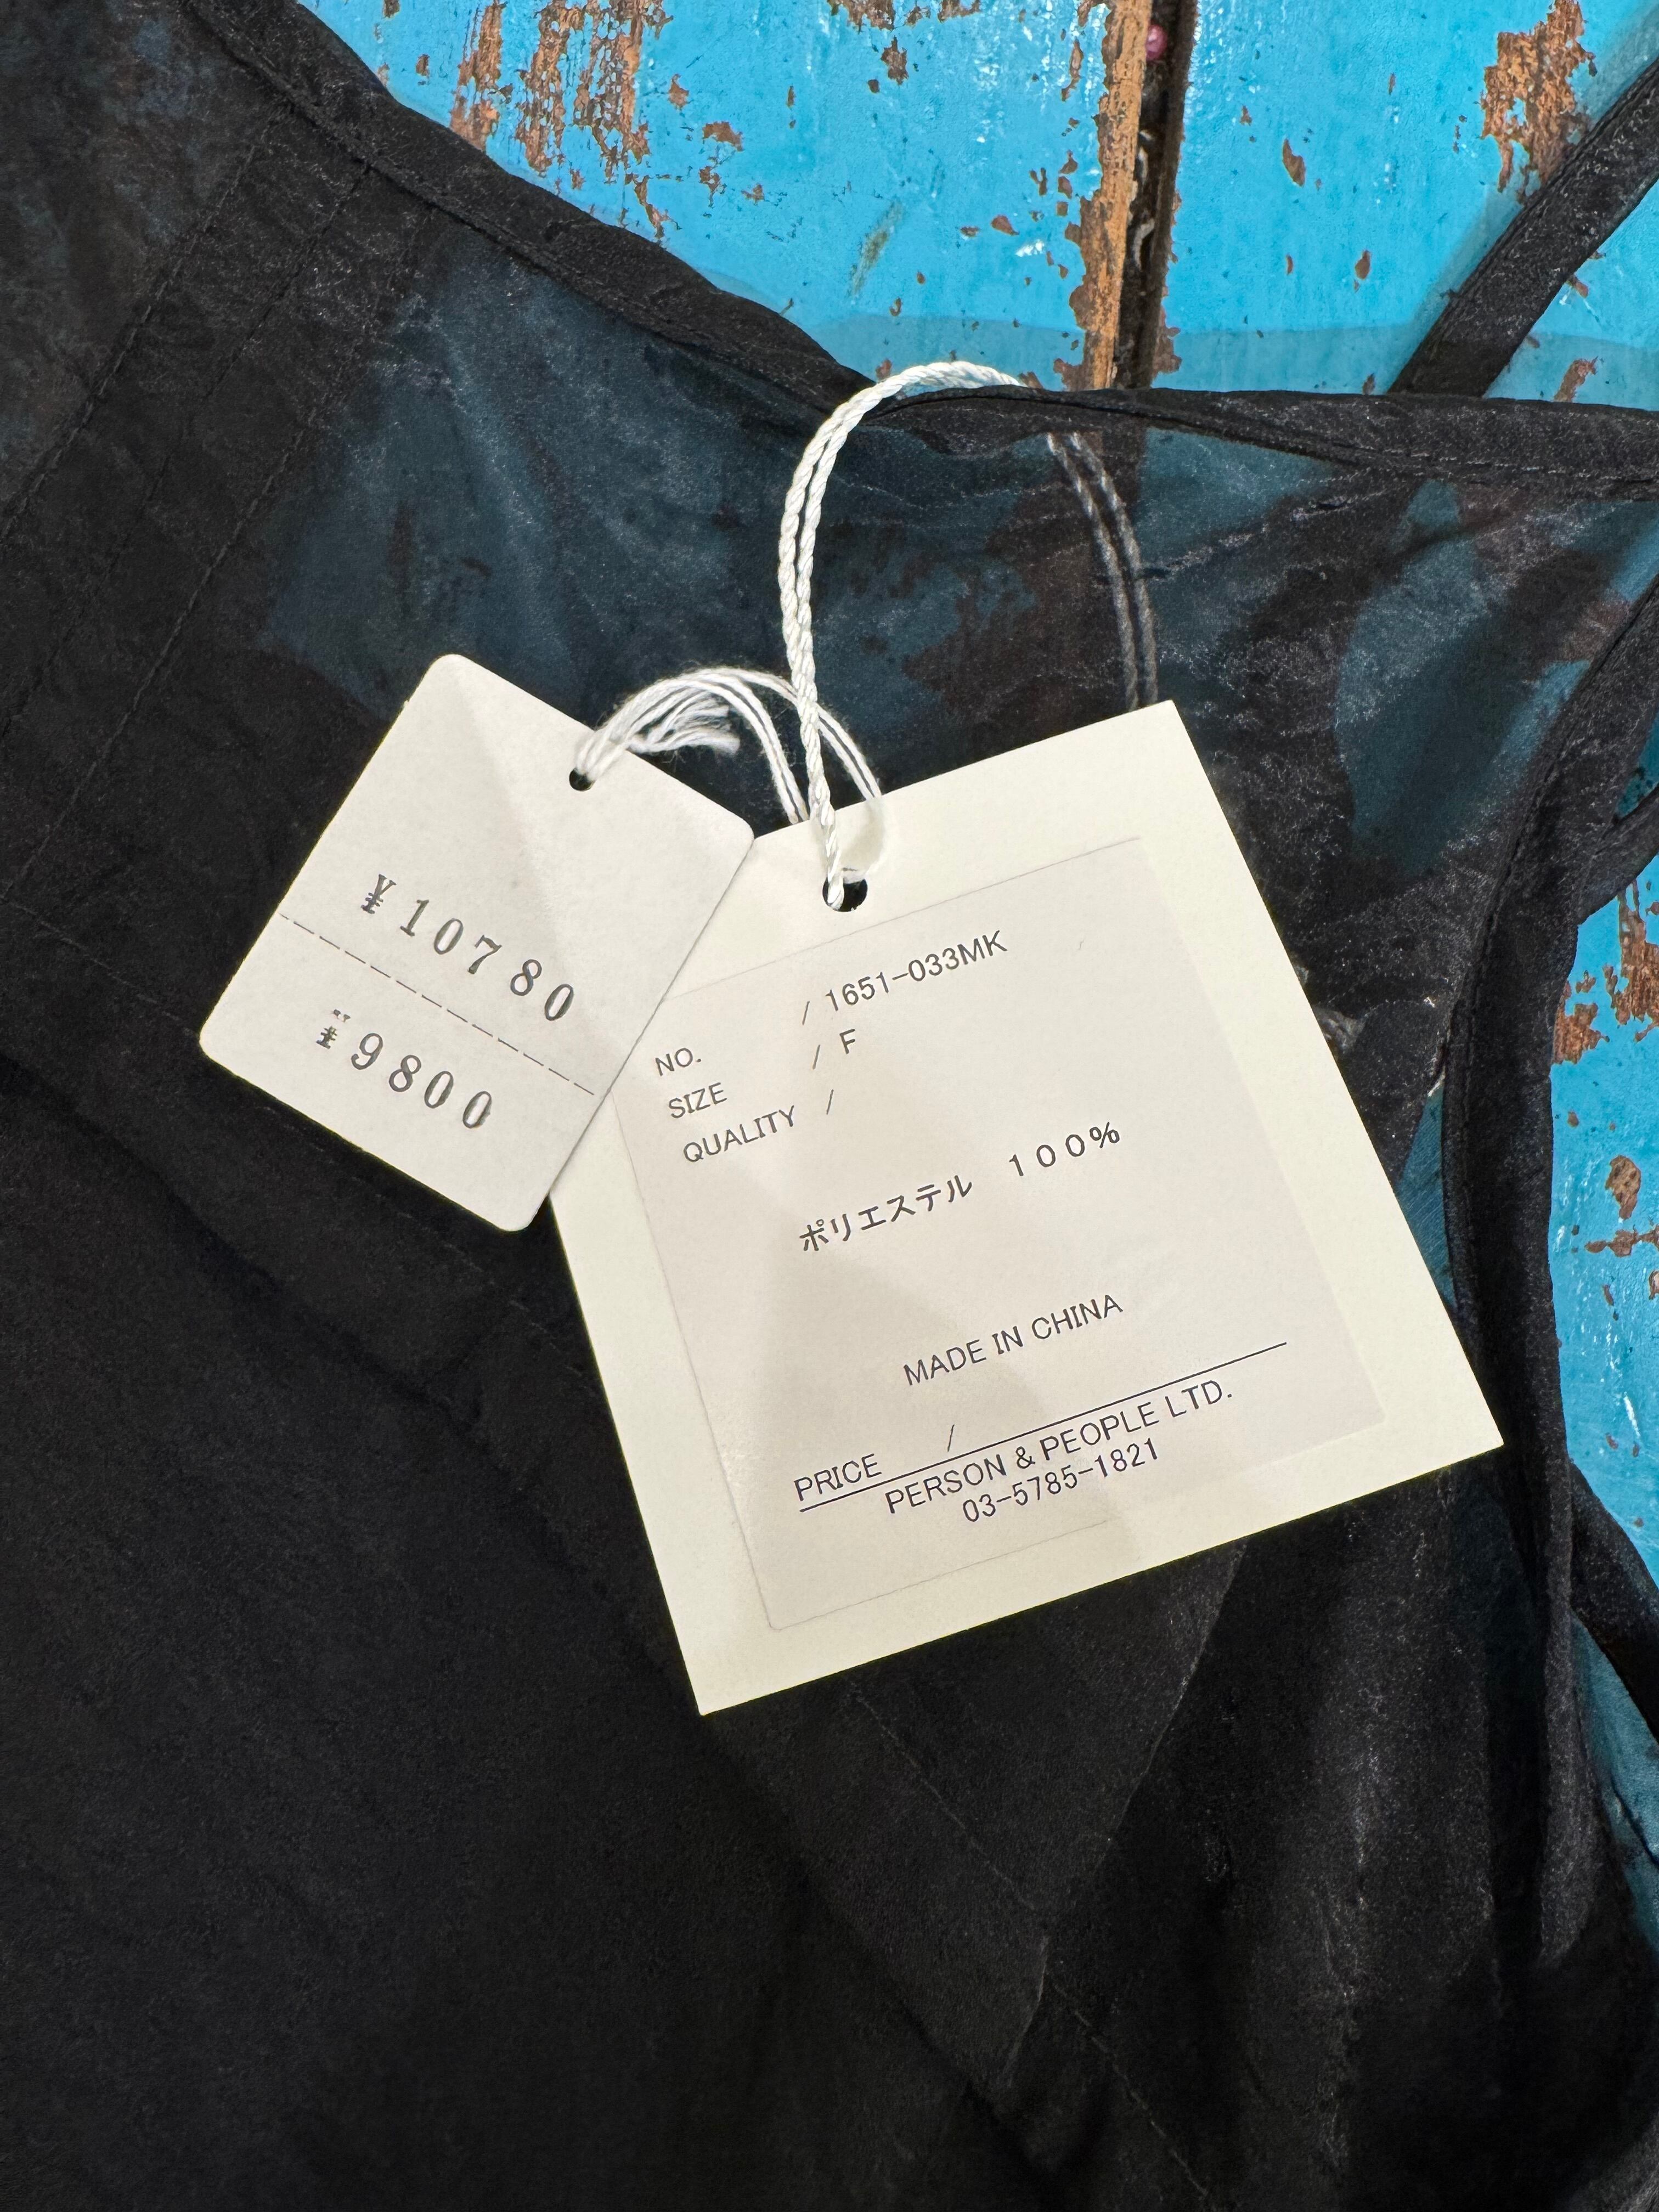 ¥10780
¥9800
NO. / 1651-033MK
SIZE / F
QUALITY /
ポリエステル 100%
MADE IN CHINA
PRICE /
PERSON & PEOPLE LTD.
03-5785-1821